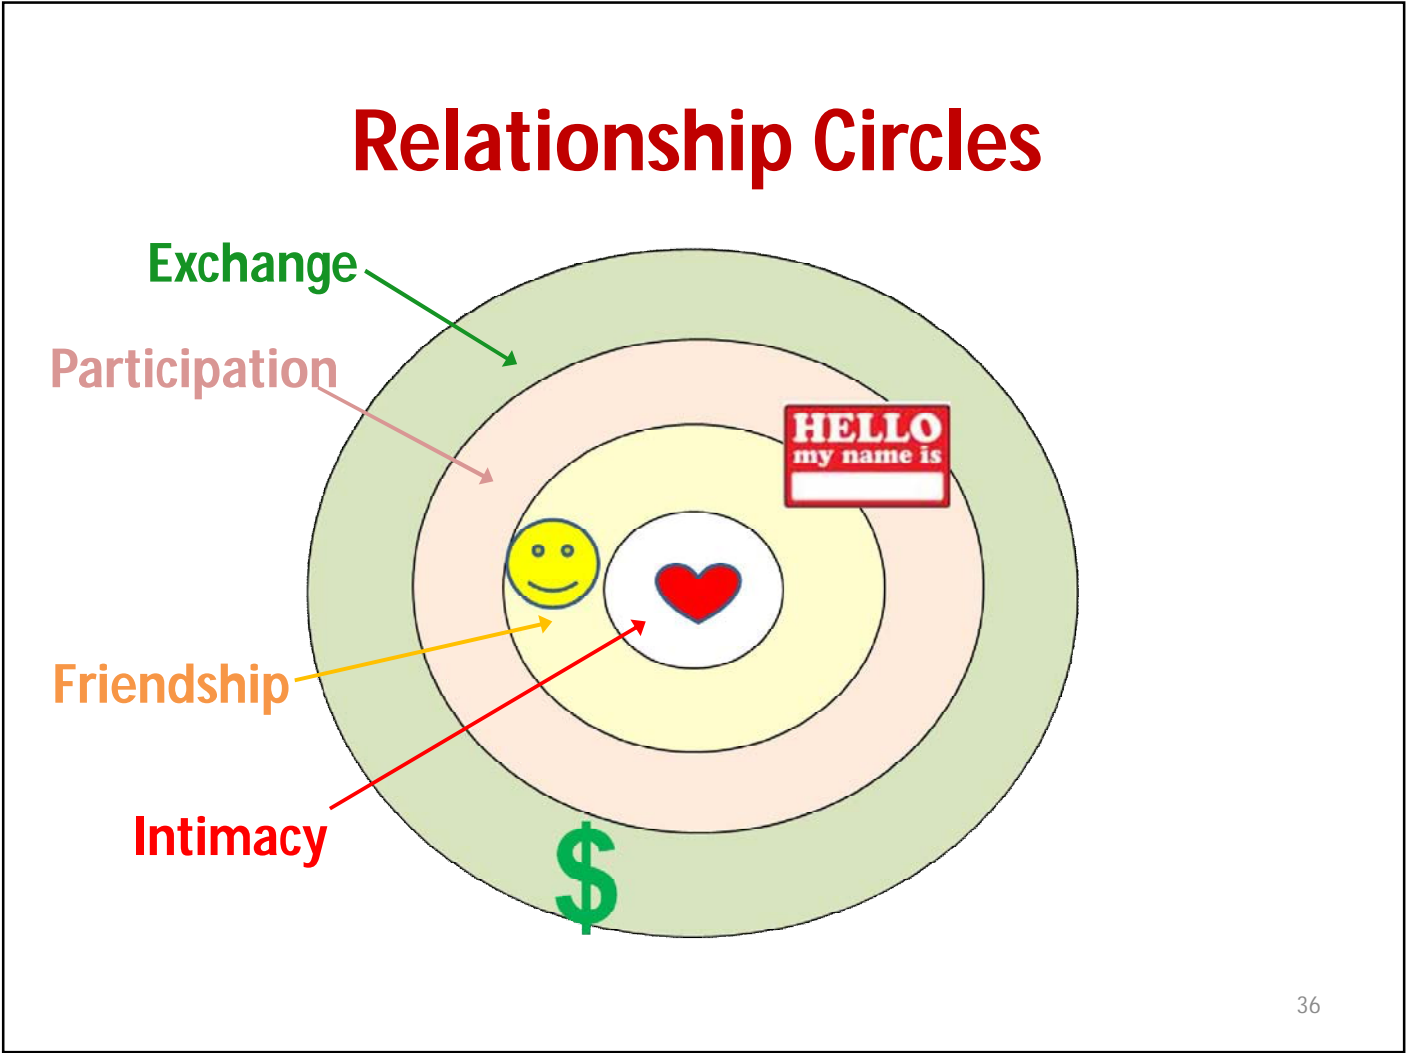 Relationship Circles
Exchange
Participation
HELLO
my name is
Friendship
Intimacy
$
36